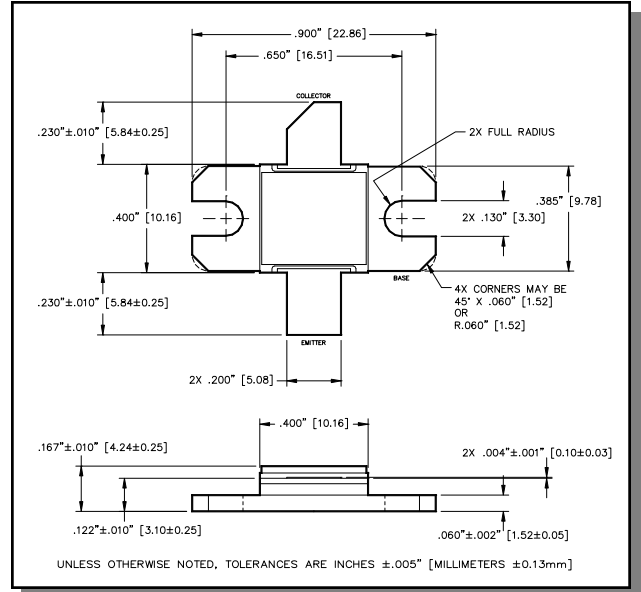 .900" [22.86]
.650" [16.51]
COLLECTOR
.230"±.010" [5.84±0.25]
2X FULL RADIUS
.400" [10.16]
2X .130" [3.30]
.385" [9.78]
BASE
.230"±.010" [5.84±0.25]
4X CORNERS MAY BE
45° X .060" [1.52]
OR
R.060" [1.52]
EMITTER
2X .200" [5.08]
.400" [10.16]
.167"±.010" [4.24±0.25]
2X .004"±.001" [0.10±0.03]
.122"±.010" [3.10±0.25]
.060"±.002" [1.52±0.05]
UNLESS OTHERWISE NOTED, TOLERANCES ARE INCHES ±.005" [MILLIMETERS ±0.13mm]